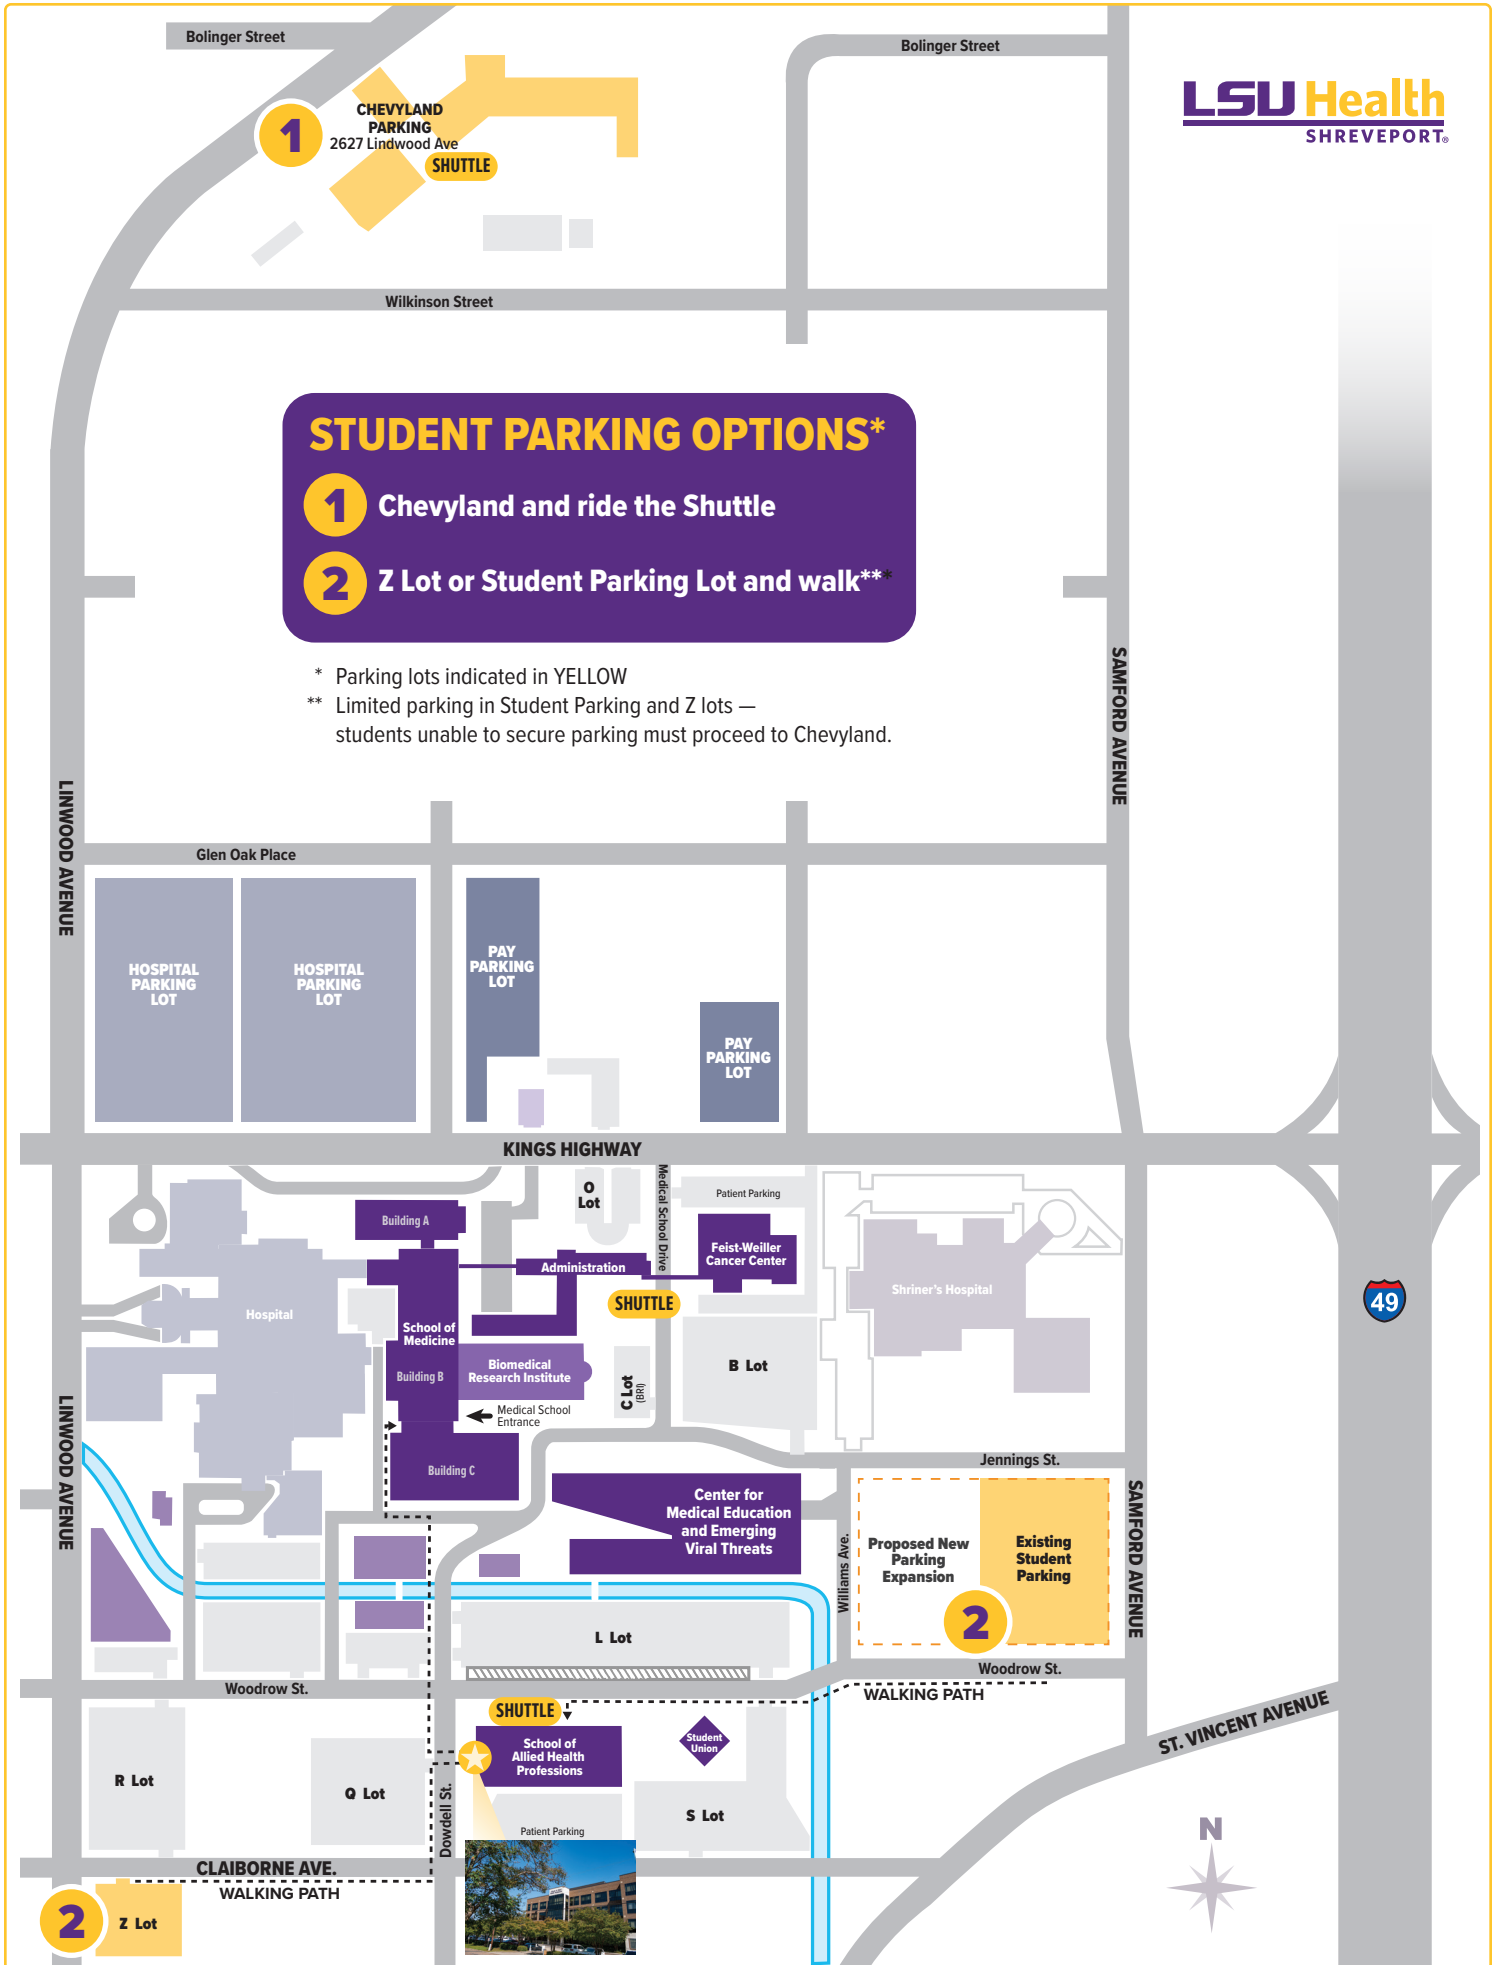 Bolinger Street
Bolinger Street
LSU Health
SHREVEPORT®
1
CHEVYLAND
PARKING
2627 Lindwood Ave
SHUTTLE
Wilkinson Street
STUDENT PARKING OPTIONS*
1 Chevyland and ride the Shuttle
2 Z Lot or Student Parking Lot and walk***
* Parking lots indicated in YELLOW
** Limited parking in Student Parking and Z lots —
students unable to secure parking must proceed to Chevyland.
SAMFORD AVENUE
LINWOOD AVENUE
Glen Oak Place
HOSPITAL
PARKING
LOT
HOSPITAL
PARKING
LOT
PAY
PARKING
LOT
PAY
PARKING
LOT
KINGS HIGHWAY
O
Lot
Medical School Drive
Patient Parking
Building A
Administration
Feist-Weiller
Cancer Center
Shriner's Hospital
49
Hospital
SHUTTLE
School of
Medicine
Building B
Biomedical
Research Institute
C Lot
(BRI)
B Lot
Medical School
Entrance
Building C
Jennings St.
LINWOOD AVENUE
SAMFORD AVENUE
Center for
Medical Education
and Emerging
Viral Threats
Williams Ave.
Proposed New
Parking
Expansion
Existing
Student
Parking
2
L Lot
Woodrow St.
Woodrow St.
WALKING PATH
SHUTTLE
School of
Allied Health
Professions
Student
Union
ST. VINCENT AVENUE
R Lot
Q Lot
Dowdell St.
S Lot
Patient Parking
N
CLAIBORNE AVE.
WALKING PATH
2
Z Lot